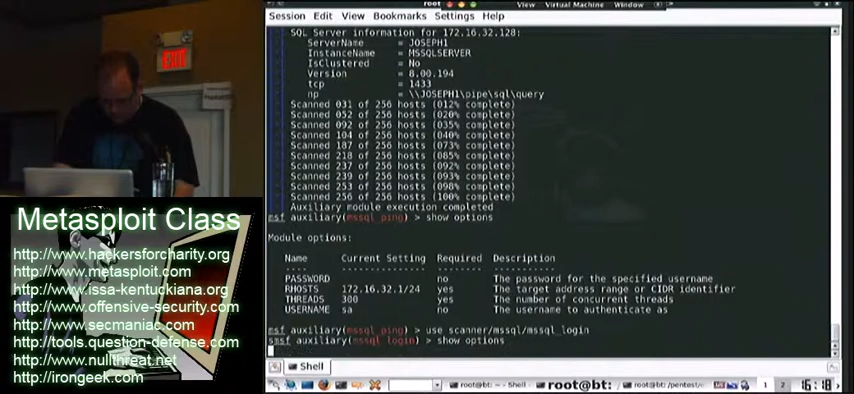 root
View Virtual Machine Window
Session Edit View Bookmarks Settings Help
SQL Server information for 172.16.32.128:
ServerName = JOSEPH1
InstanceName = MSSQLSERVER
IsClustered = No
Version = 8.00.194
tcp = 1433
np = \\JOSEPH1\pipe\sql\query
Scanned 031 of 256 hosts (012% complete)
Scanned 052 of 256 hosts (020% complete)
Scanned 092 of 256 hosts (035% complete)
Scanned 104 of 256 hosts (040% complete)
Scanned 187 of 256 hosts (073% complete)
Scanned 218 of 256 hosts (085% complete)
Scanned 237 of 256 hosts (092% complete)
Scanned 239 of 256 hosts (093% complete)
Scanned 253 of 256 hosts (098% complete)
Scanned 256 of 256 hosts (100% complete)
Auxiliary module execution completed
msf auxiliary(mssql_ping) > show options
Module options:
Name Current Setting Required Description
PASSWORD no The password for the specified username
RHOSTS 172.16.32.1/24 yes The target address range or CIDR identifier
THREADS 300 yes The number of concurrent threads
USERNAME sa no The username to authenticate as
msf auxiliary(mssql_ping) > use scanner/mssql/mssql_login
smsf auxiliary(mssql_login) > show options
Shell
root@bt: ~ - Shell root@bt: root@bt: /pentest/e 1 2 16:18
EXIT
Metasploit Class
http://www.hackersforcharity.org
http://www.metasploit.com
http://www.issa-kentuckiana.org
http://www.offensive-security.com
http://www.secmaniac.com
http://tools.question-defense.com
http://www.nullthreat.net
http://irongeek.com